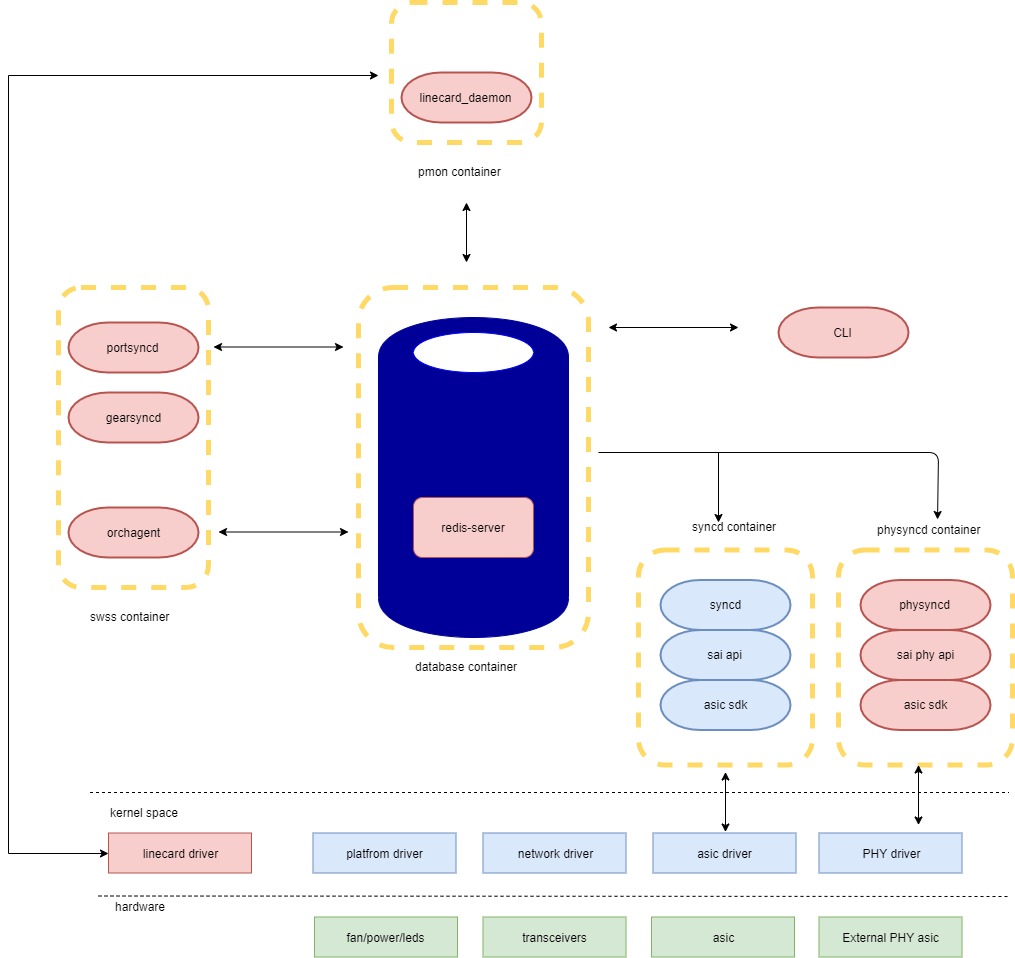 linecard_daemon
pmon container
portsyncd
gearsyncd
orchagent
swss container
redis-server
database container
CLI
syncd container
syncd
sai api
asic sdk
physyncd container
physyncd
sai phy api
asic sdk
kernel space
linecard driver
platfrom driver
network driver
asic driver
PHY driver
hardware
fan/power/leds
transceivers
asic
External PHY asic